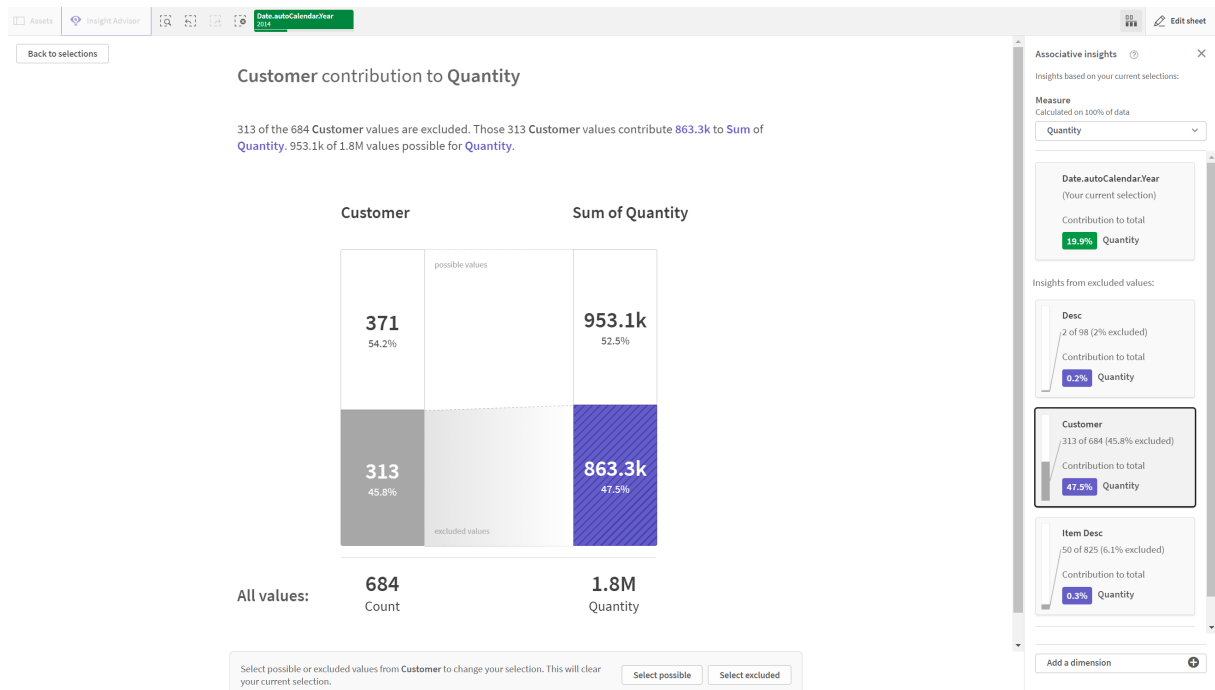 Assets
Insight Advisor
Date.autoCalendar.Year
2014
Edit sheet
Back to selections
Customer contribution to Quantity
313 of the 684 Customer values are excluded. Those 313 Customer values contribute 863.3k to Sum of
Quantity. 953.1k of 1.8M values possible for Quantity.
Customer
Sum of Quantity
possible values
371
54.2%
953.1k
52.5%
313
45.8%
863.3k
47.5%
excluded values
All values:
684
Count
1.8M
Quantity
Select possible or excluded values from Customer to change your selection. This will clear
your current selection.
Select possible
Select excluded
Associative insights
Insights based on your current selections:
Measure
Calculated on 100% of data
Quantity
Date.autoCalendar.Year
(Your current selection)
Contribution to total
19.9% Quantity
Insights from excluded values:
Desc
2 of 98 (2% excluded)
Contribution to total
0.2% Quantity
Customer
313 of 684 (45.8% excluded)
Contribution to total
47.5% Quantity
Item Desc
50 of 825 (6.1% excluded)
Contribution to total
0.3% Quantity
Add a dimension